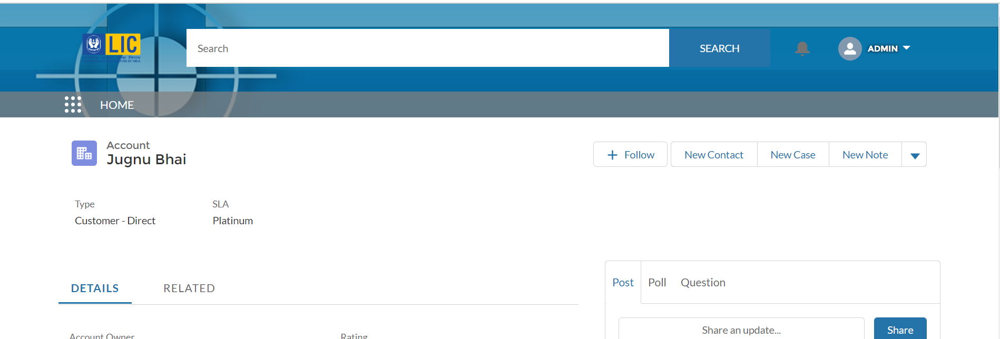 LIC
Search
SEARCH
ADMIN
HOME
Account
Jugnu Bhai
Follow
New Contact
New Case
New Note
Type
SLA
Customer - Direct
Platinum
DETAILS
RELATED
Post
Poll
Question
Account Owner
Rating
Share an update...
Share